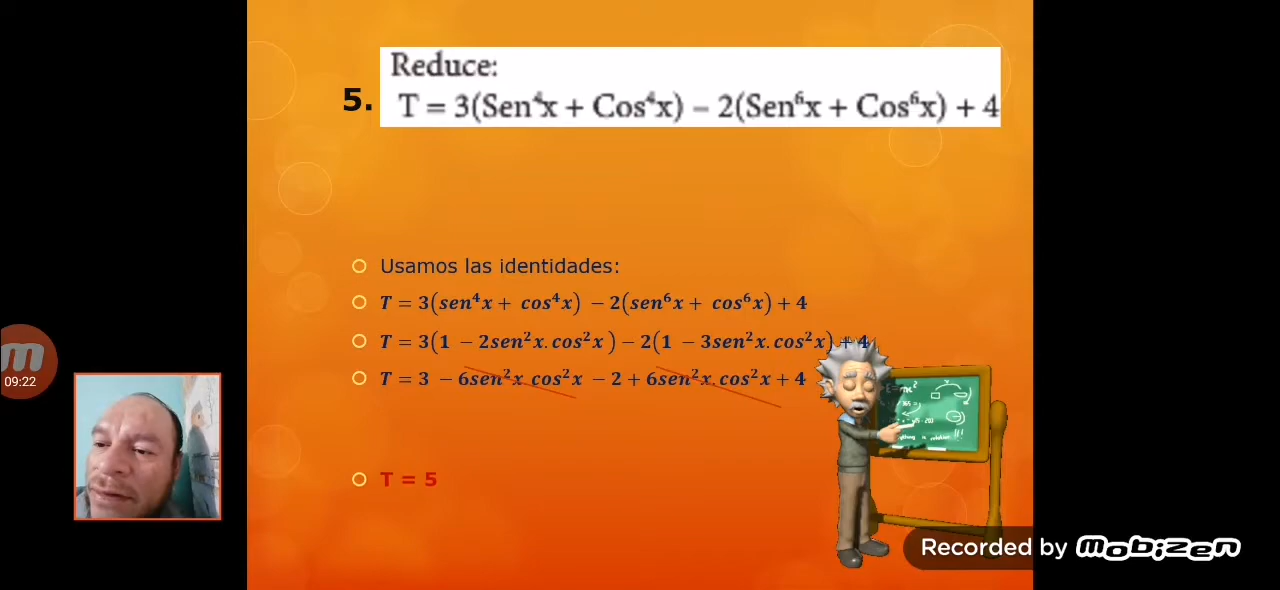 Reduce:
5. T = 3(Sen⁴x + Cos⁴x) – 2(Sen⁶x + Cos⁶x) + 4
Usamos las identidades:
T = 3(sen⁴x + cos⁴x) − 2(sen⁶x + cos⁶x) + 4
T = 3(1 − 2sen²x. cos²x ) − 2(1 − 3sen²x. cos²x) + 4
T = 3 − 6sen²x cos²x − 2 + 6sen²x. cos²x + 4
T = 5
09:22
Recorded by mobizen